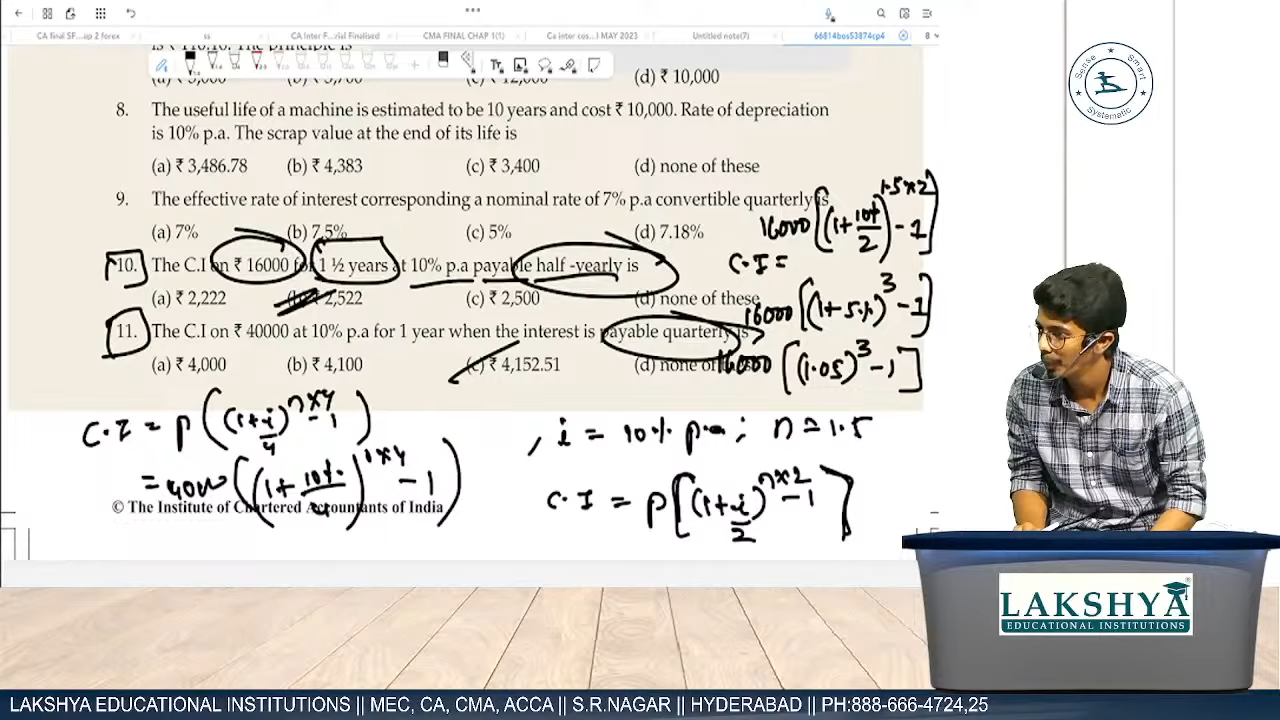 CA final SF...ap 2 forex
ss
CA Inter F...rial Finalised
CMA FINAL CHAP 1(1)
Ca inter cos...l MAY 2023
Untitled note(7)
66814bos53874cp4
8
(d) ₹ 10,000
8. The useful life of a machine is estimated to be 10 years and cost ₹ 10,000. Rate of depreciation
is 10% p.a. The scrap value at the end of its life is
(a) ₹ 3,486.78 (b) ₹ 4,383 (c) ₹ 3,400 (d) none of these
9. The effective rate of interest corresponding a nominal rate of 7% p.a convertible quarterly is
(a) 7% (b) 7.5% (c) 5% (d) 7.18%
10. The C.I on ₹ 16000 for 1 ½ years at 10% p.a payable half -yearly is
(a) ₹ 2,222 (b) ₹ 2,522 (c) ₹ 2,500 (d) none of these
11. The C.I on ₹ 40000 at 10% p.a for 1 year when the interest is payable quarterly is
(a) ₹ 4,000 (b) ₹ 4,100 (c) ₹ 4,152.51 (d) none of these
16000 [(1+10%/2)^1.5×2 - 1]
C.I =
16000 [(1+5%)^3 - 1]
16000 [(1.05)^3 - 1]
C.I = P((1+i/4)^n×4 - 1)
, i = 10% p.a ; n = 1.5
C.I = P[(1+i/2)^n×2 - 1]
© The Institute of Chartered Accountants of India
Sense
Smart
Systematic
LAKSHYA
EDUCATIONAL INSTITUTIONS
LAKSHYA EDUCATIONAL INSTITUTIONS || MEC, CA, CMA, ACCA || S.R.NAGAR || HYDERABAD || PH:888-666-4724,25